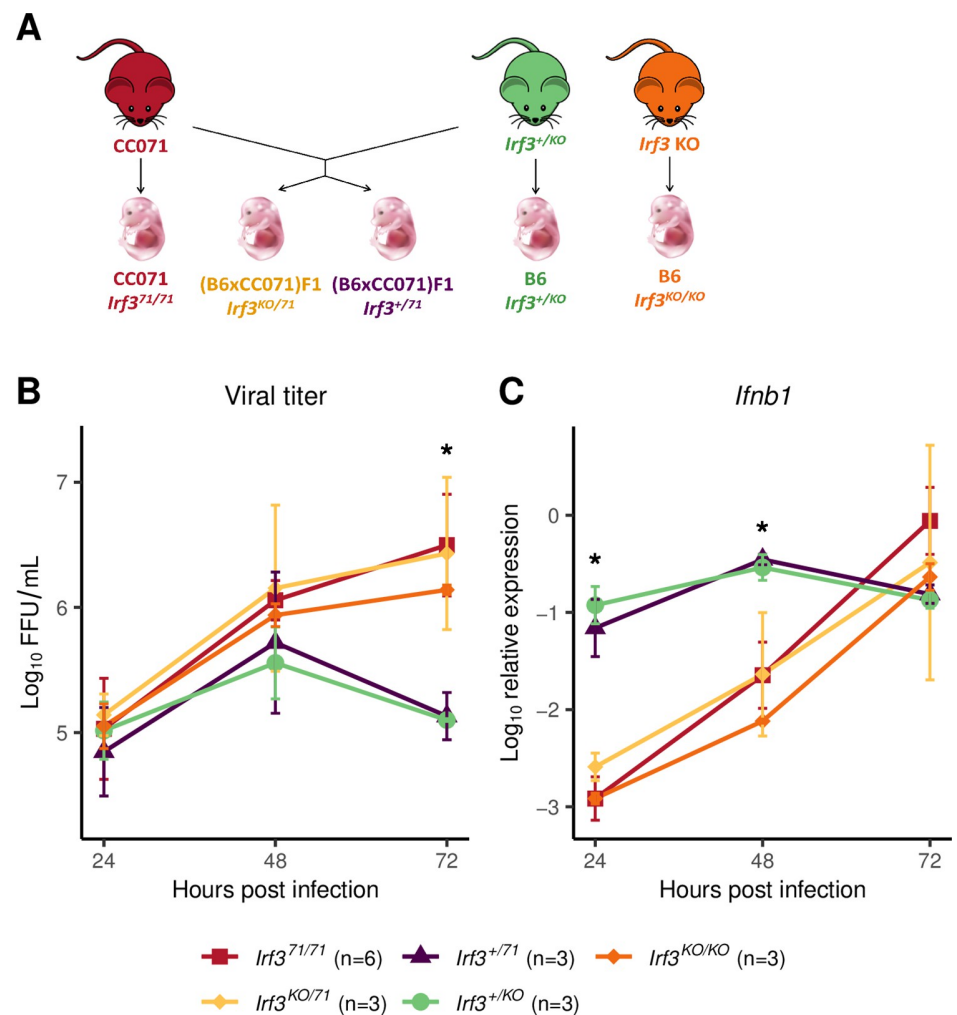 A
CC071
Irf3+/KO
Irf3 KO
CC071
Irf371/71
(B6xCC071)F1
IrfȝKO/71
(B6xCC071)F1
Irf3+/71
B6
Irf3+/KO
B6
Irf3KO/KO
B
Viral titer
Log10 FFU/mL
7
6
5
*
24
48
72
Hours post infection
C
Ifnb1
Log10 relative expression
0
−1
−2
−3
*
*
24
48
72
Hours post infection
Irf371/71 (n=6)
Irf3+/71 (n=3)
Irf3KO/KO (n=3)
Irf3KO/71 (n=3)
Irf3+/KO (n=3)